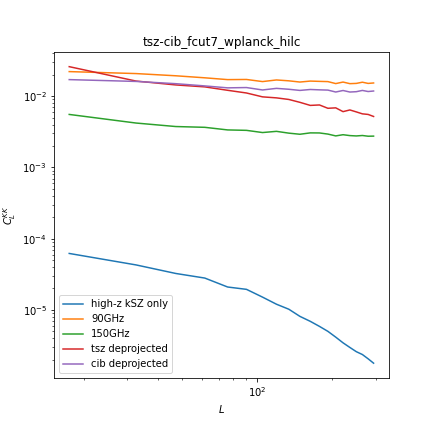 tsz-cib_fcut7_wplanck_hilc
10⁻²
10⁻³
10⁻⁴
10⁻⁵
C_L^{KK}
high-z kSZ only
90GHz
150GHz
tsz deprojected
cib deprojected
10²
L